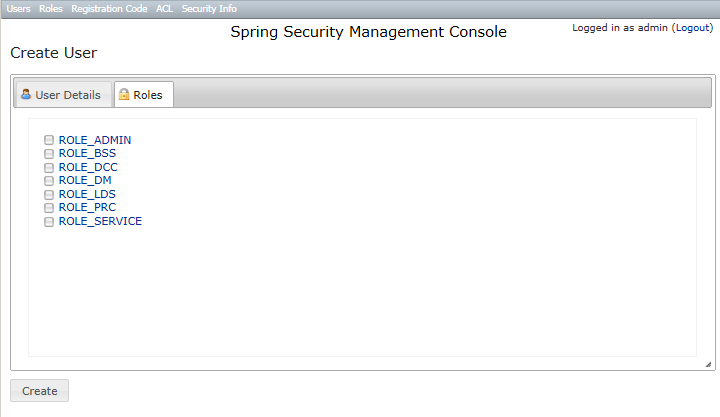 Users Roles Registration Code ACL Security Info
Spring Security Management Console
Logged in as admin (Logout)
Create User
User Details Roles
ROLE_ADMIN
ROLE_BSS
ROLE_DCC
ROLE_DM
ROLE_LDS
ROLE_PRC
ROLE_SERVICE
Create